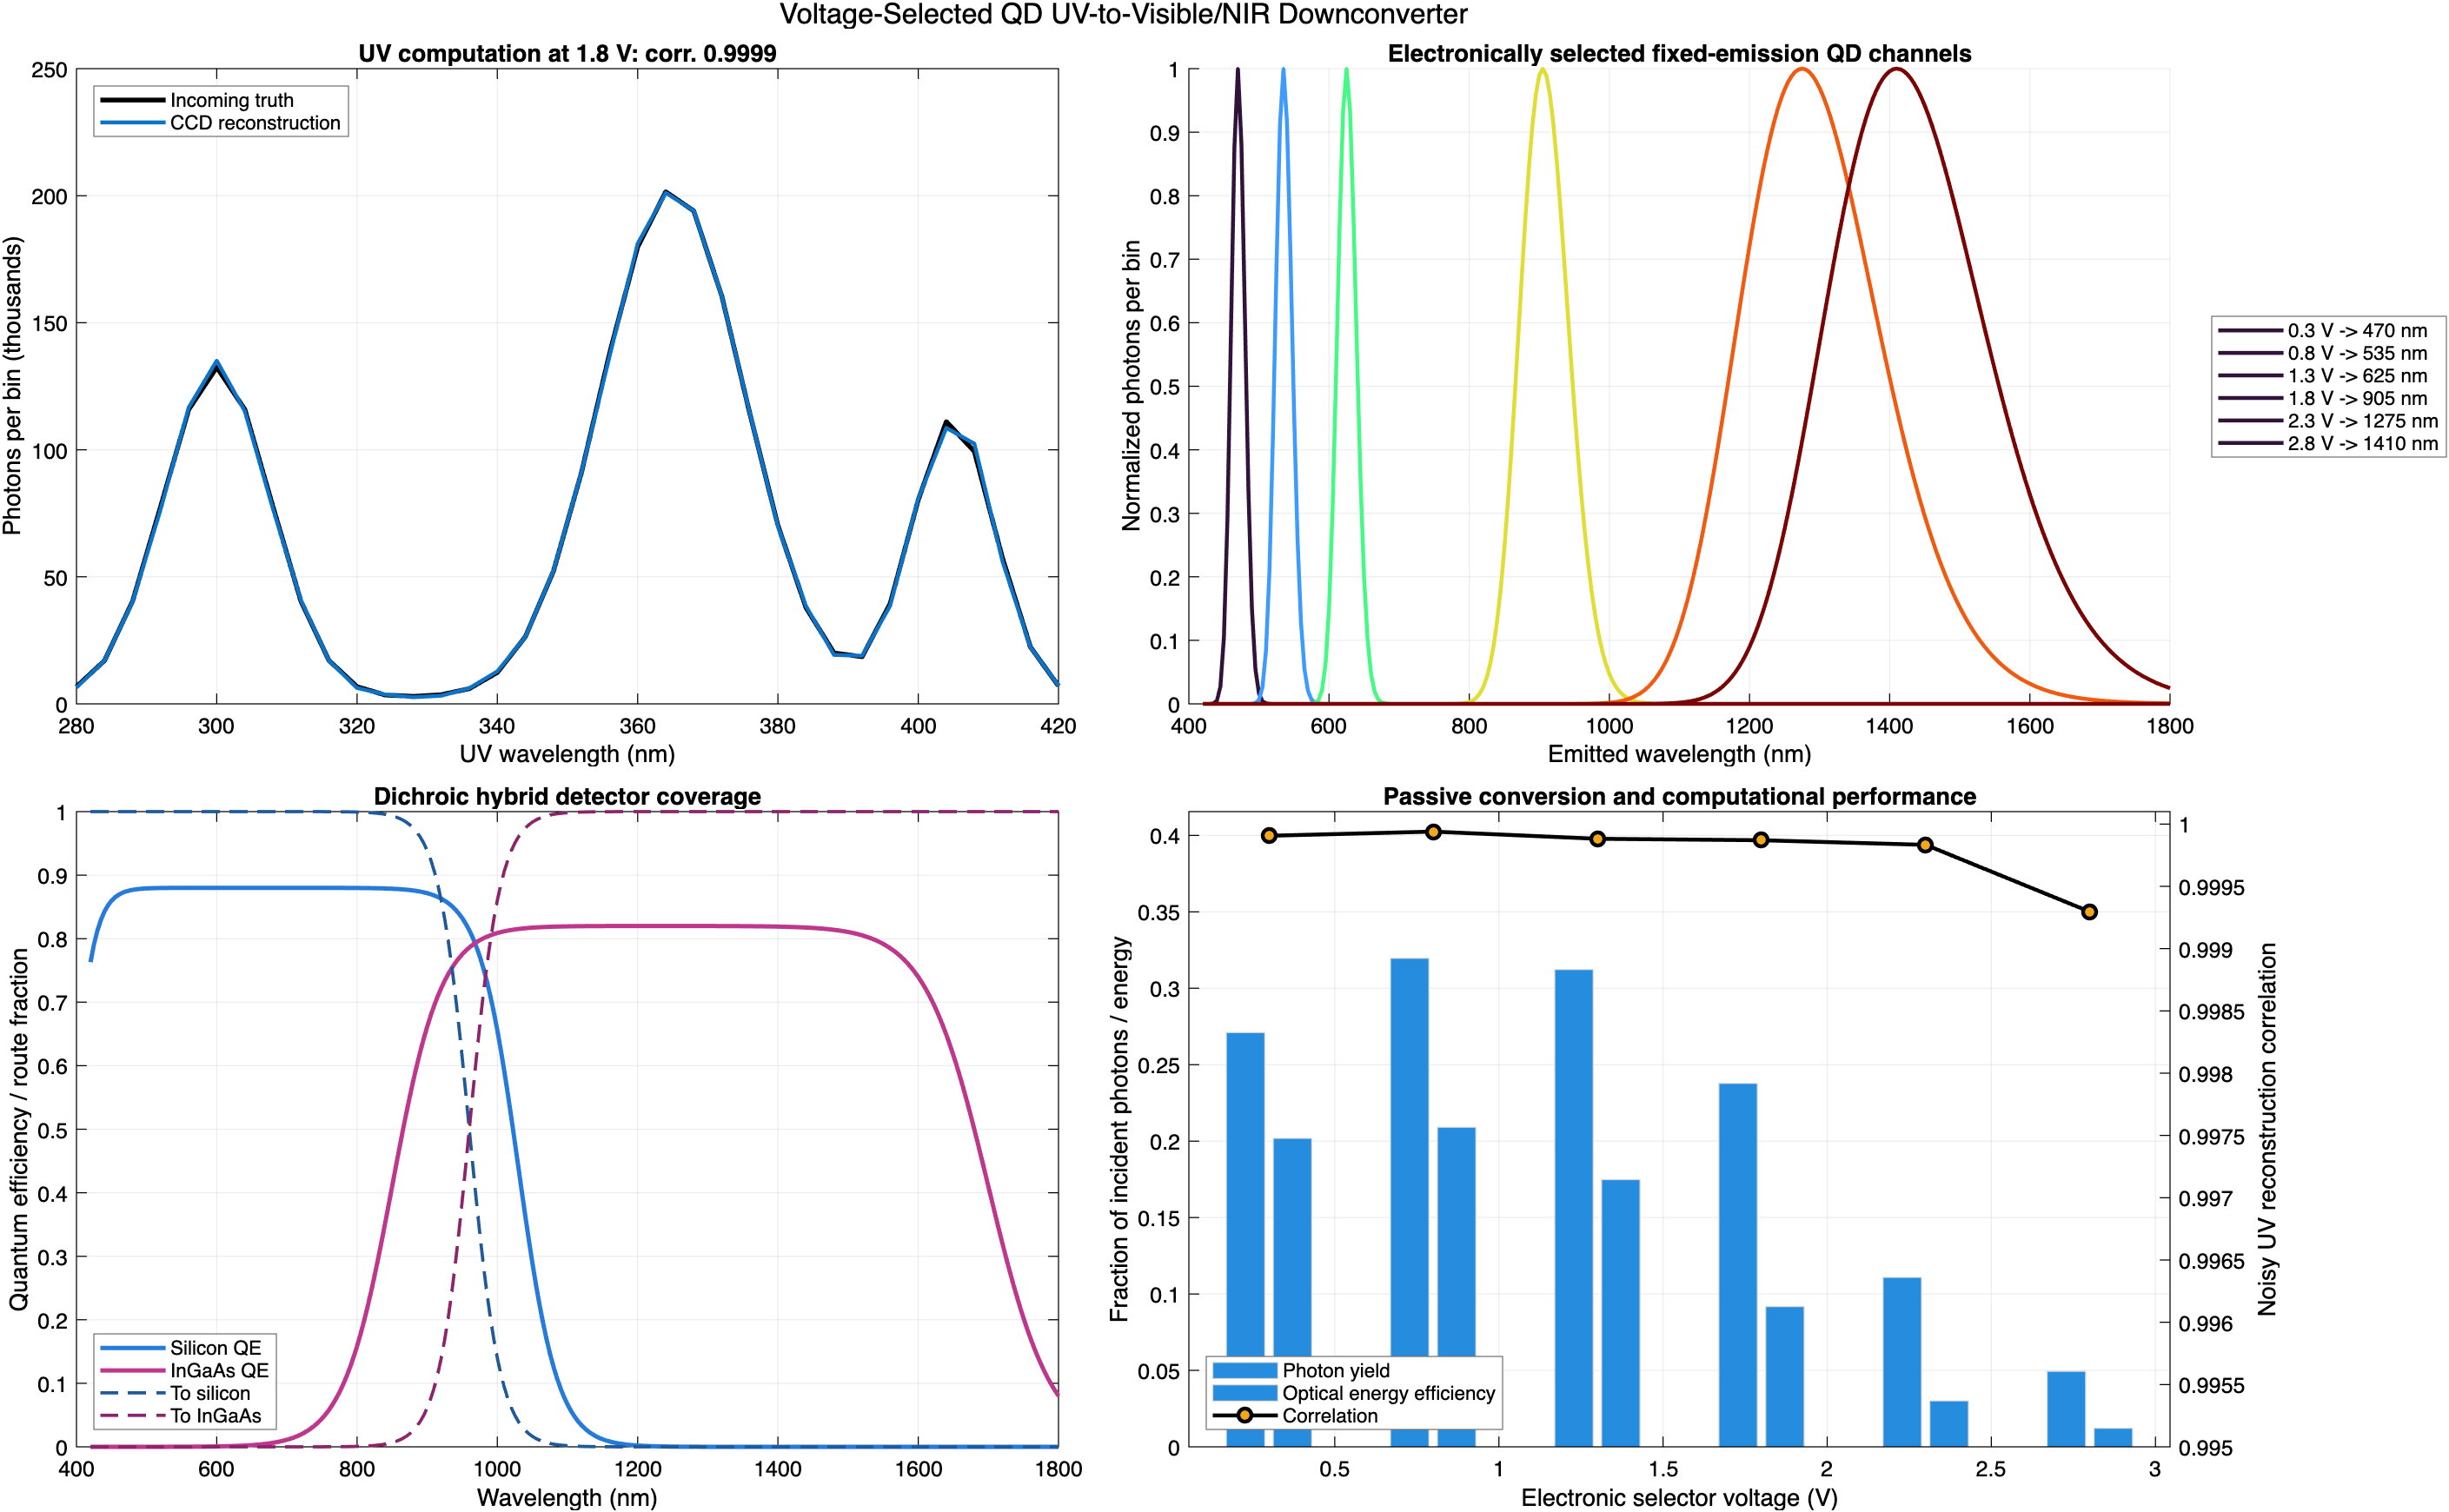 Voltage-Selected QD UV-to-Visible/NIR Downconverter
UV computation at 1.8 V: corr. 0.9999
250
200
150
100
50
0
Photons per bin (thousands)
Incoming truth
CCD reconstruction
280 300 320 340 360 380 400 420
UV wavelength (nm)
Electronically selected fixed-emission QD channels
1
0.9
0.8
0.7
0.6
0.5
0.4
0.3
0.2
0.1
0
Normalized photons per bin
400 600 800 1000 1200 1400 1600 1800
Emitted wavelength (nm)
0.3 V -> 470 nm
0.8 V -> 535 nm
1.3 V -> 625 nm
1.8 V -> 905 nm
2.3 V -> 1275 nm
2.8 V -> 1410 nm
Dichroic hybrid detector coverage
1
0.9
0.8
0.7
0.6
0.5
0.4
0.3
0.2
0.1
0
Quantum efficiency / route fraction
Silicon QE
InGaAs QE
To silicon
To InGaAs
400 600 800 1000 1200 1400 1600 1800
Wavelength (nm)
Passive conversion and computational performance
0.4
0.35
0.3
0.25
0.2
0.15
0.1
0.05
0
Fraction of incident photons / energy
Photon yield
Optical energy efficiency
Correlation
0.5 1 1.5 2 2.5 3
Electronic selector voltage (V)
1
0.9995
0.999
0.9985
0.998
0.9975
0.997
0.9965
0.996
0.9955
0.995
Noisy UV reconstruction correlation